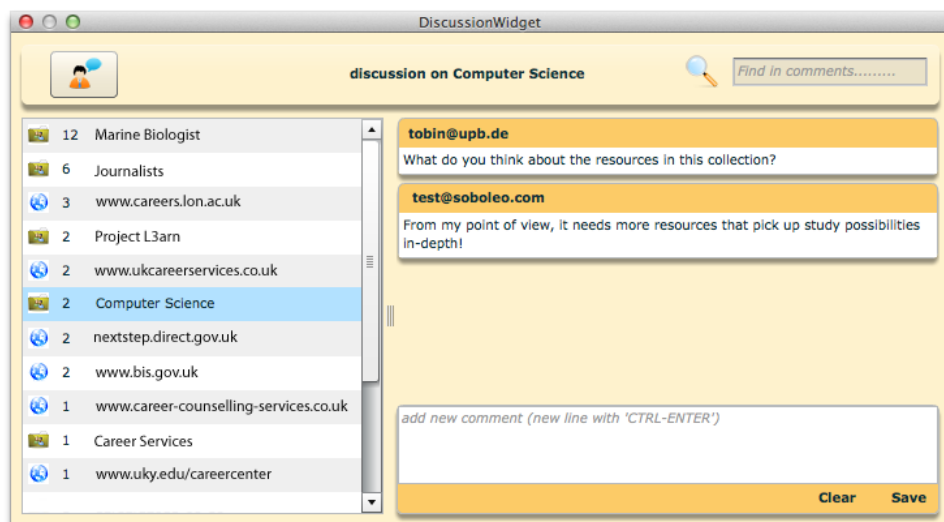 DiscussionWidget
discussion on Computer Science
Find in comments.........
12 Marine Biologist
6 Journalists
3 www.careers.lon.ac.uk
2 Project L3arn
2 www.ukcareerservices.co.uk
2 Computer Science
2 nextstep.direct.gov.uk
2 www.bis.gov.uk
1 www.career-counselling-services.co.uk
1 Career Services
1 www.uky.edu/careercenter
tobin@upb.de
What do you think about the resources in this collection?
test@soboleo.com
From my point of view, it needs more resources that pick up study possibilities
in-depth!
add new comment (new line with 'CTRL-ENTER')
Clear Save